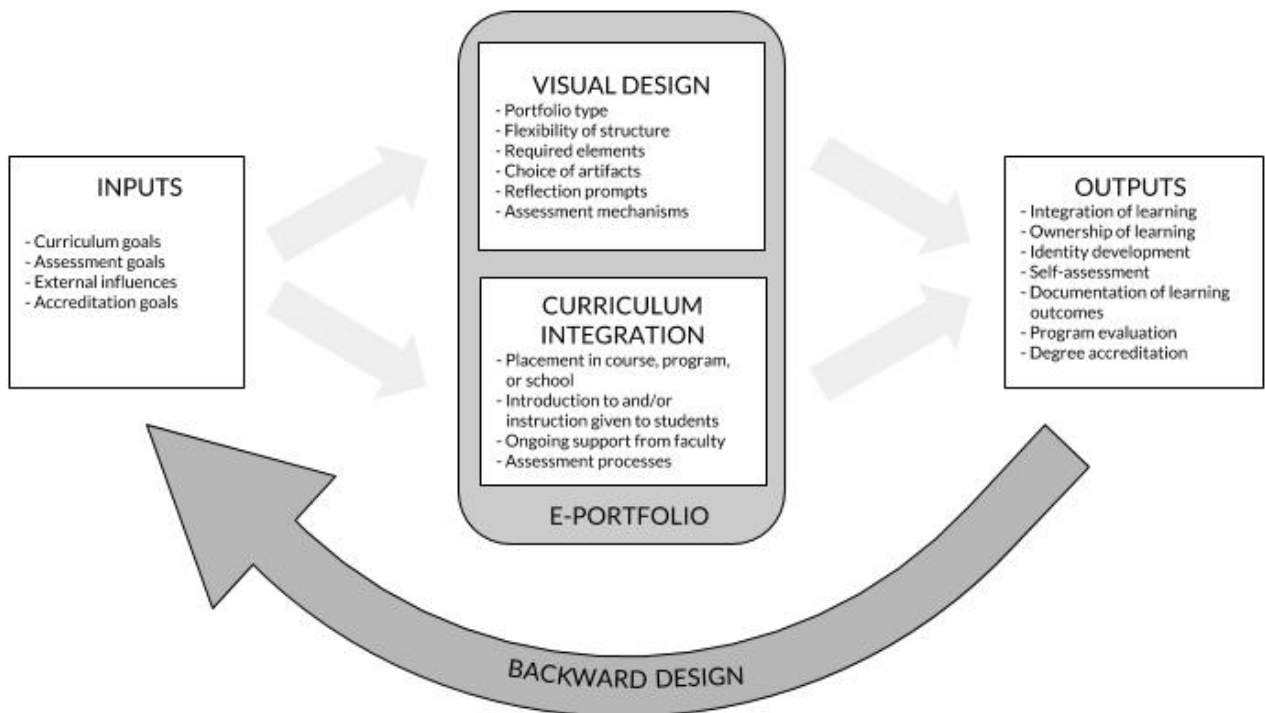 INPUTS
- Curriculum goals
- Assessment goals
- External influences
- Accreditation goals
VISUAL DESIGN
- Portfolio type
- Flexibility of structure
- Required elements
- Choice of artifacts
- Reflection prompts
- Assessment mechanisms
CURRICULUM
INTEGRATION
- Placement in course, program,
or school
- Introduction to and/or
instruction given to students
- Ongoing support from faculty
- Assessment processes
E-PORTFOLIO
OUTPUTS
- Integration of learning
- Ownership of learning
- Identity development
- Self-assessment
- Documentation of learning
outcomes
- Program evaluation
- Degree accreditation
BACKWARD DESIGN